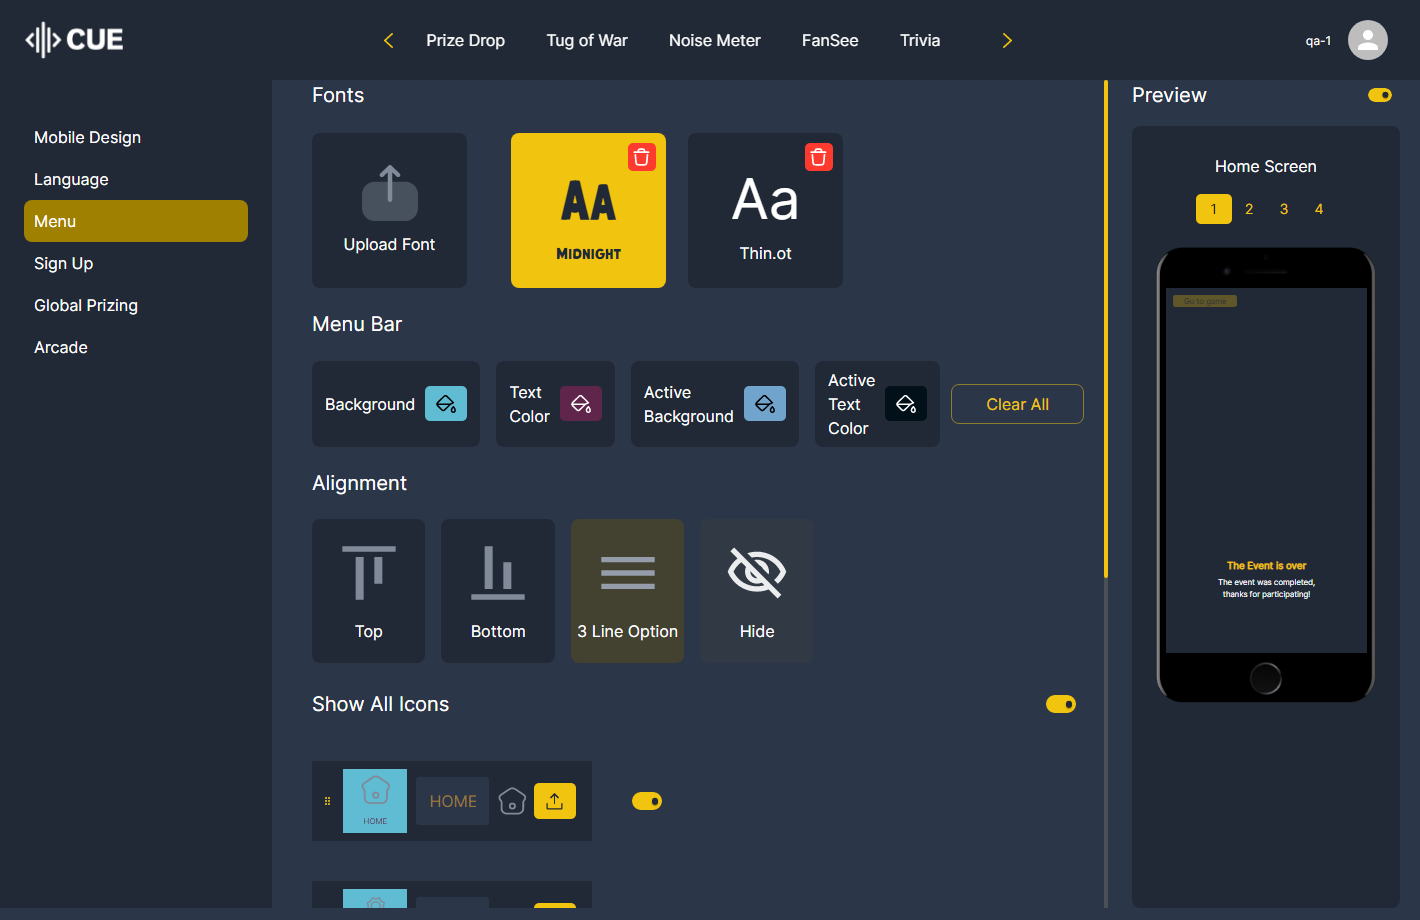 CUE
Prize Drop
Tug of War
Noise Meter
FanSee
Trivia
qa-1
Mobile Design
Language
Menu
Sign Up
Global Prizing
Arcade
Fonts
Upload Font
AA
MIDNIGHT
Aa
Thin.ot
Menu Bar
Background
Text
Color
Active
Background
Active
Text
Color
Clear All
Alignment
Top
Bottom
3 Line Option
Hide
Show All Icons
HOME
HOME
Preview
Home Screen
1 2 3 4
Go to game
The Event is over
The event was completed,
thanks for participating!